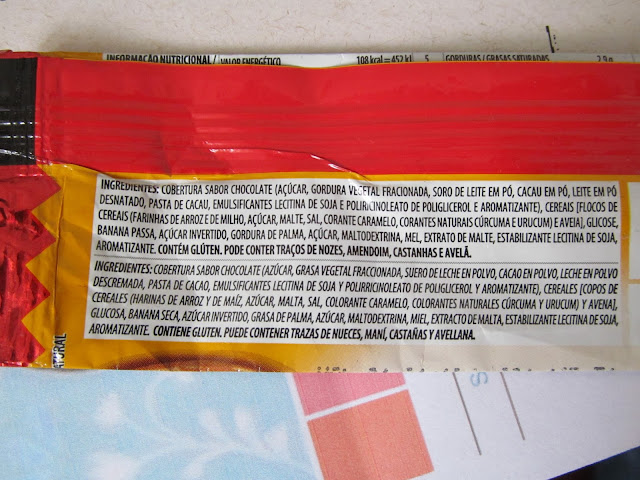 INFORMAÇÃO NUTRICIONAL / VALOR ENERGÉTICO 108 kcal = 452 kJ 5 GORDURAS / GRASAS SATURADAS 2,9 g
INGREDIENTES: COBERTURA SABOR CHOCOLATE (AÇÚCAR, GORDURA VEGETAL FRACIONADA, SORO DE LEITE EM PÓ, CACAU EM PÓ, LEITE EM PÓ
DESNATADO, PASTA DE CACAU, EMULSIFICANTES LECITINA DE SOJA E POLIRICINOLEATO DE POLIGLICEROL E AROMATIZANTE), CEREAIS [FLOCOS DE
CEREAIS (FARINHAS DE ARROZ E DE MILHO, AÇÚCAR, MALTE, SAL, CORANTE CARAMELO, CORANTES NATURAIS CÚRCUMA E URUCUM) E AVEIA], GLICOSE,
BANANA PASSA, AÇÚCAR INVERTIDO, GORDURA DE PALMA, AÇÚCAR, MALTODEXTRINA, MEL, EXTRATO DE MALTE, ESTABILIZANTE LECITINA DE SOJA,
AROMATIZANTE. CONTÉM GLÚTEN. PODE CONTER TRAÇOS DE NOZES, AMENDOIM, CASTANHAS E AVELÃ.
INGREDIENTES: COBERTURA SABOR CHOCOLATE (AZÚCAR, GRASA VEGETAL FRACCIONADA, SUERO DE LECHE EN POLVO, CACAO EN POLVO, LECHE EN POLVO
DESCREMADA, PASTA DE CACAO, EMULSIFICANTES LECITINA DE SOJA Y POLIRRICINOLEATO DE POLIGLICEROL Y AROMATIZANTE), CEREALES [COPOS DE
CEREALES (HARINAS DE ARROZ Y DE MAÍZ, AZÚCAR, MALTA, SAL, COLORANTE CARAMELO, COLORANTES NATURALES CÚRCUMA Y URUCUM) Y AVENA],
GLUCOSA, BANANA SECA, AZÚCAR INVERTIDO, GRASA DE PALMA, AZÚCAR, MALTODEXTRINA, MIEL, EXTRACTO DE MALTA, ESTABILIZANTE LECITINA DE SOJA,
AROMATIZANTE. CONTIENE GLUTEN. PUEDE CONTENER TRAZAS DE NUECES, MANÍ, CASTAÑAS Y AVELLANA.